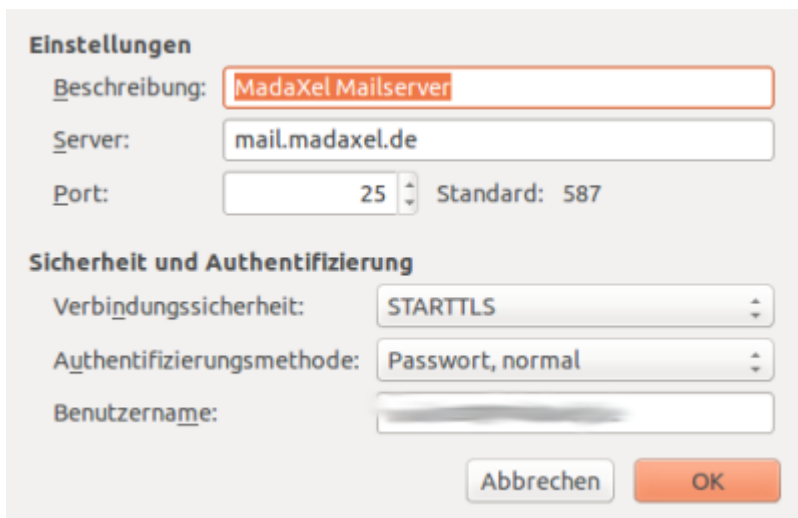 Einstellungen
Beschreibung: MadaXel Mailserver
Server: mail.madaxel.de
Port: 25 Standard: 587
Sicherheit und Authentifizierung
Verbindungssicherheit: STARTTLS
Authentifizierungsmethode: Passwort, normal
Benutzername:
Abbrechen OK